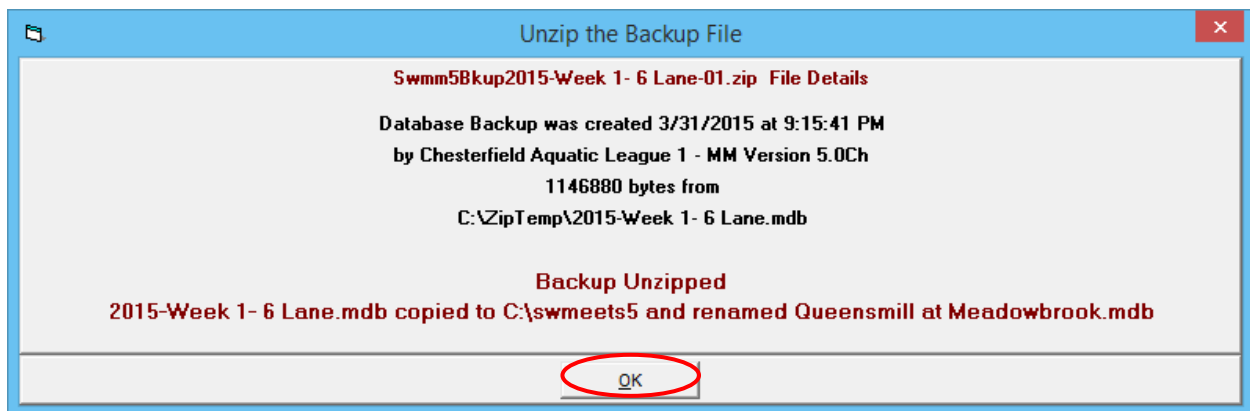 Unzip the Backup File
Swmm5Bkup2015-Week 1- 6 Lane-01.zip  File Details
Database Backup was created 3/31/2015 at 9:15:41 PM
by Chesterfield Aquatic League 1 - MM Version 5.0Ch
1146880 bytes from
C:\ZipTemp\2015-Week 1- 6 Lane.mdb
Backup Unzipped
2015-Week 1- 6 Lane.mdb copied to C:\swmeets5 and renamed Queensmill at Meadowbrook.mdb
OK